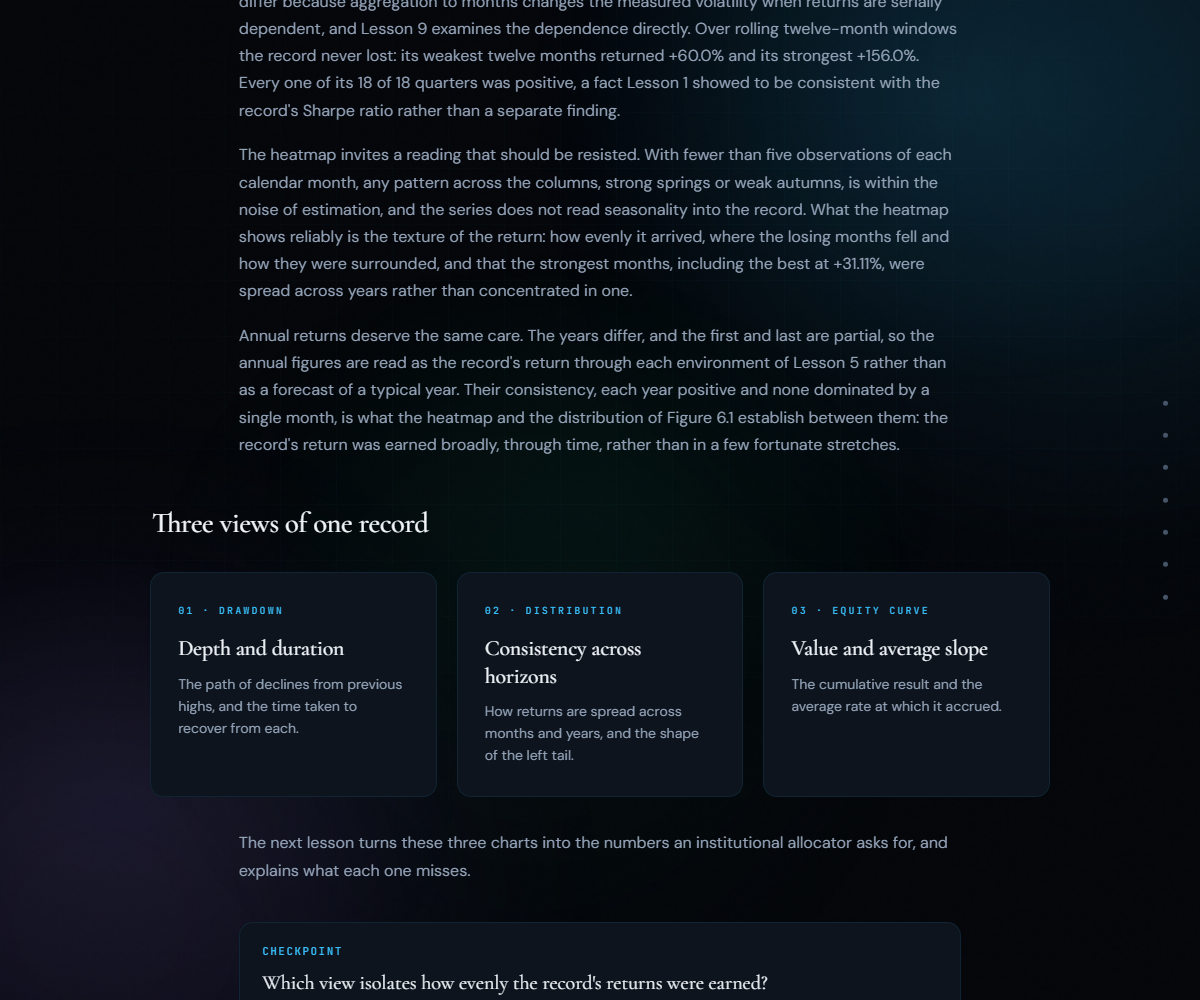 differ because aggregation to months changes the measured volatility when returns are serially
dependent, and Lesson 9 examines the dependence directly. Over rolling twelve-month windows
the record never lost: its weakest twelve months returned +60.0% and its strongest +156.0%.
Every one of its 18 of 18 quarters was positive, a fact Lesson 1 showed to be consistent with the
record's Sharpe ratio rather than a separate finding.
The heatmap invites a reading that should be resisted. With fewer than five observations of each
calendar month, any pattern across the columns, strong springs or weak autumns, is within the
noise of estimation, and the series does not read seasonality into the record. What the heatmap
shows reliably is the texture of the return: how evenly it arrived, where the losing months fell and
how they were surrounded, and that the strongest months, including the best at +31.11%, were
spread across years rather than concentrated in one.
Annual returns deserve the same care. The years differ, and the first and last are partial, so the
annual figures are read as the record's return through each environment of Lesson 5 rather than
as a forecast of a typical year. Their consistency, each year positive and none dominated by a
single month, is what the heatmap and the distribution of Figure 6.1 establish between them: the
record's return was earned broadly, through time, rather than in a few fortunate stretches.
Three views of one record
01 · DRAWDOWN
Depth and duration
The path of declines from previous
highs, and the time taken to
recover from each.
02 · DISTRIBUTION
Consistency across
horizons
How returns are spread across
months and years, and the shape
of the left tail.
03 · EQUITY CURVE
Value and average slope
The cumulative result and the
average rate at which it accrued.
The next lesson turns these three charts into the numbers an institutional allocator asks for, and
explains what each one misses.
CHECKPOINT
Which view isolates how evenly the record's returns were earned?